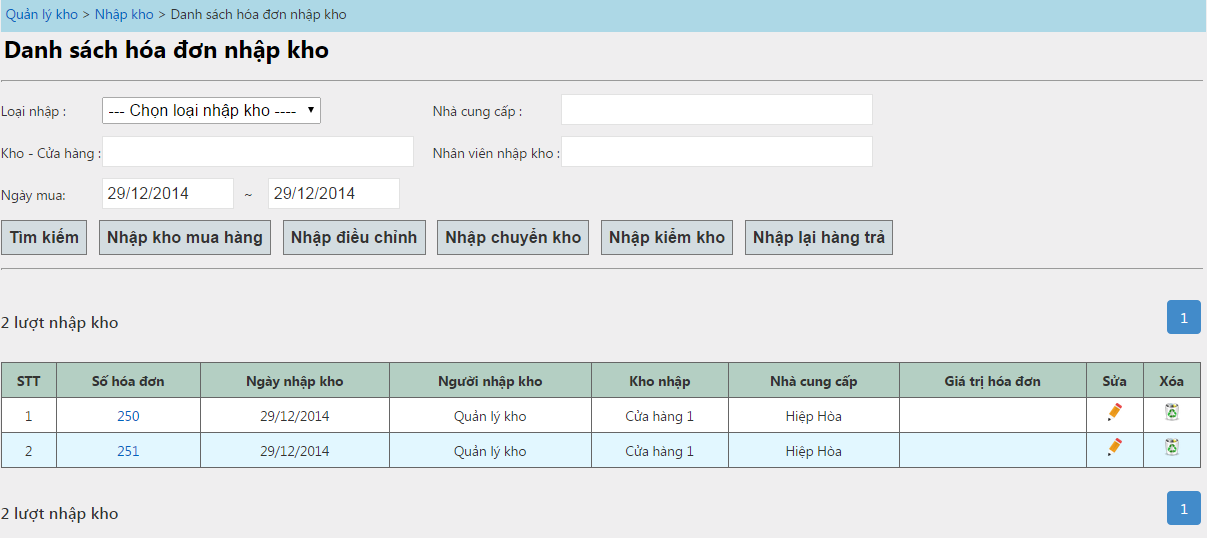 Quản lý kho > Nhập kho > Danh sách hóa đơn nhập kho
Danh sách hóa đơn nhập kho
Loại nhập : --- Chọn loại nhập kho ---- Nhà cung cấp :
Kho - Cửa hàng : Nhân viên nhập kho :
Ngày mua: 29/12/2014 ~ 29/12/2014
Tìm kiếm Nhập kho mua hàng Nhập điều chỉnh Nhập chuyển kho Nhập kiểm kho Nhập lại hàng trả
2 lượt nhập kho 1
STT Số hóa đơn Ngày nhập kho Người nhập kho Kho nhập Nhà cung cấp Giá trị hóa đơn Sửa Xóa
1 250 29/12/2014 Quản lý kho Cửa hàng 1 Hiệp Hòa
2 251 29/12/2014 Quản lý kho Cửa hàng 1 Hiệp Hòa
2 lượt nhập kho 1